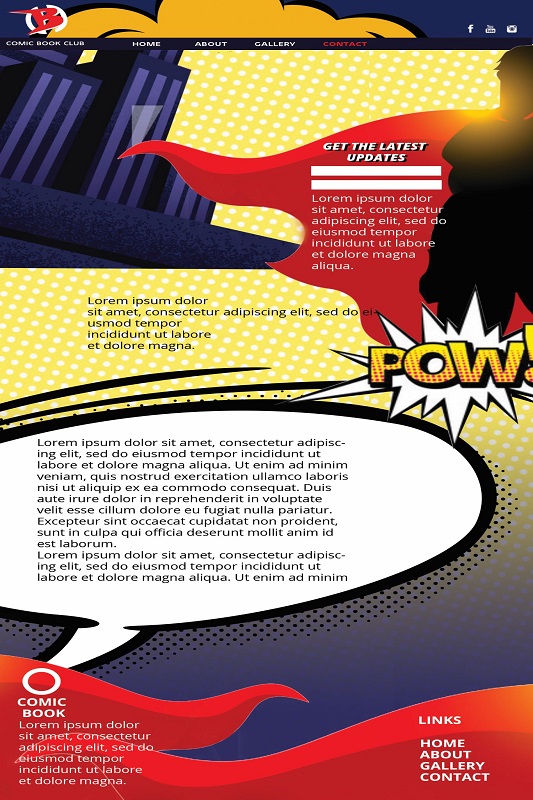 B
COMIC BOOK CLUB
HOME ABOUT GALLERY CONTACT
f You Tube
GET THE LATEST
UPDATES
Lorem ipsum dolor
sit amet, consectetur
adipiscing elit, sed do
eiusmod tempor
incididunt ut labore
et dolore magna
aliqua.
Lorem ipsum dolor
sit amet, consectetur adipiscing elit, sed do ei-
usmod tempor
incididunt ut labore
et dolore magna.
POW!
Lorem ipsum dolor sit amet, consectetur adipisc-
ing elit, sed do eiusmod tempor incididunt ut
labore et dolore magna aliqua. Ut enim ad minim
veniam, quis nostrud exercitation ullamco laboris
nisi ut aliquip ex ea commodo consequat. Duis
aute irure dolor in reprehenderit in voluptate
velit esse cillum dolore eu fugiat nulla pariatur.
Excepteur sint occaecat cupidatat non proident,
sunt in culpa qui officia deserunt mollit anim id
est laborum.
Lorem ipsum dolor sit amet, consectetur adipisc-
ing elit, sed do eiusmod tempor incididunt ut
labore et dolore magna aliqua. Ut enim ad minim
COMIC
BOOK
Lorem ipsum dolor
sit amet, consectetur
adipiscing elit, sed do
eiusmod tempor
incididunt ut labore
et dolore magna.
LINKS
HOME
ABOUT
GALLERY
CONTACT